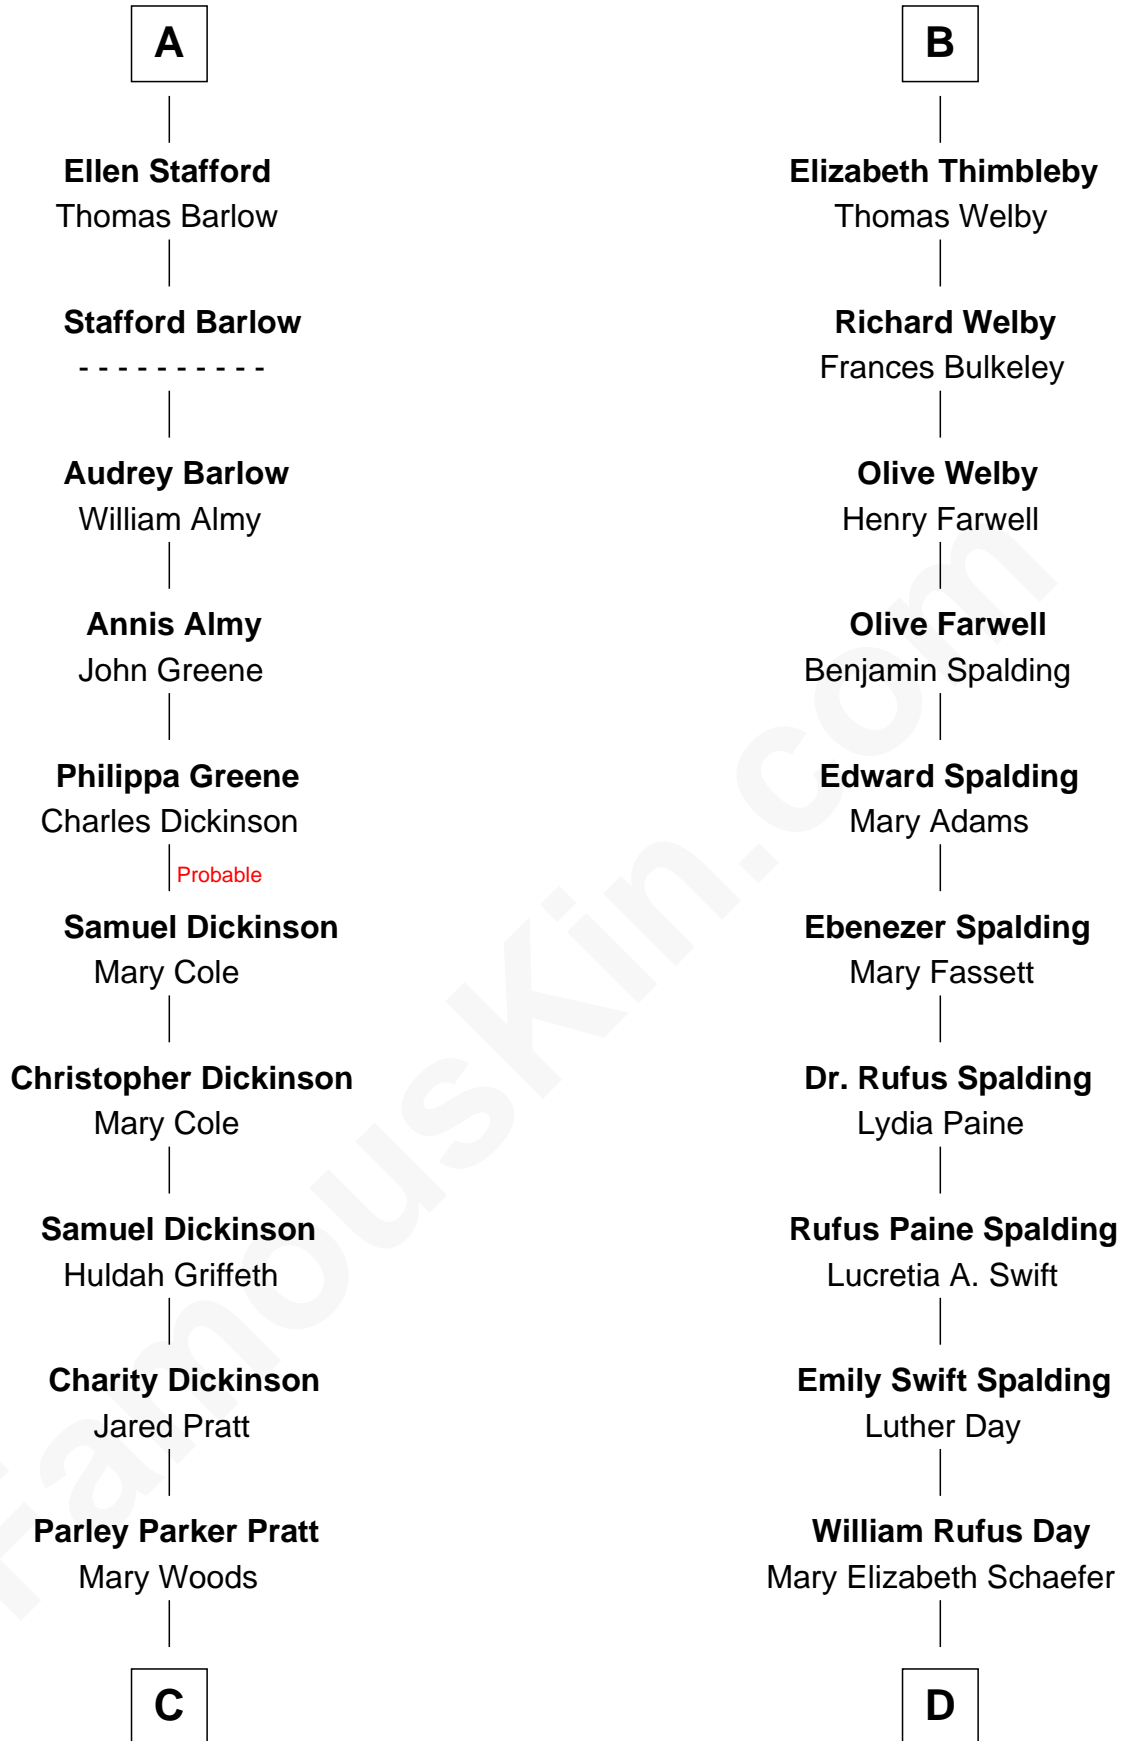 A
Ellen Stafford
Thomas Barlow
Stafford Barlow
- - - - - - - - - -
Audrey Barlow
William Almy
Annis Almy
John Greene
Philippa Greene
Charles Dickinson
Probable
Samuel Dickinson
Mary Cole
Christopher Dickinson
Mary Cole
Samuel Dickinson
Huldah Griffeth
Charity Dickinson
Jared Pratt
Parley Parker Pratt
Mary Woods
C
B
Elizabeth Thimbleby
Thomas Welby
Richard Welby
Frances Bulkeley
Olive Welby
Henry Farwell
Olive Farwell
Benjamin Spalding
Edward Spalding
Mary Adams
Ebenezer Spalding
Mary Fassett
Dr. Rufus Spalding
Lydia Paine
Rufus Paine Spalding
Lucretia A. Swift
Emily Swift Spalding
Luther Day
William Rufus Day
Mary Elizabeth Schaefer
D
FamousKin.com